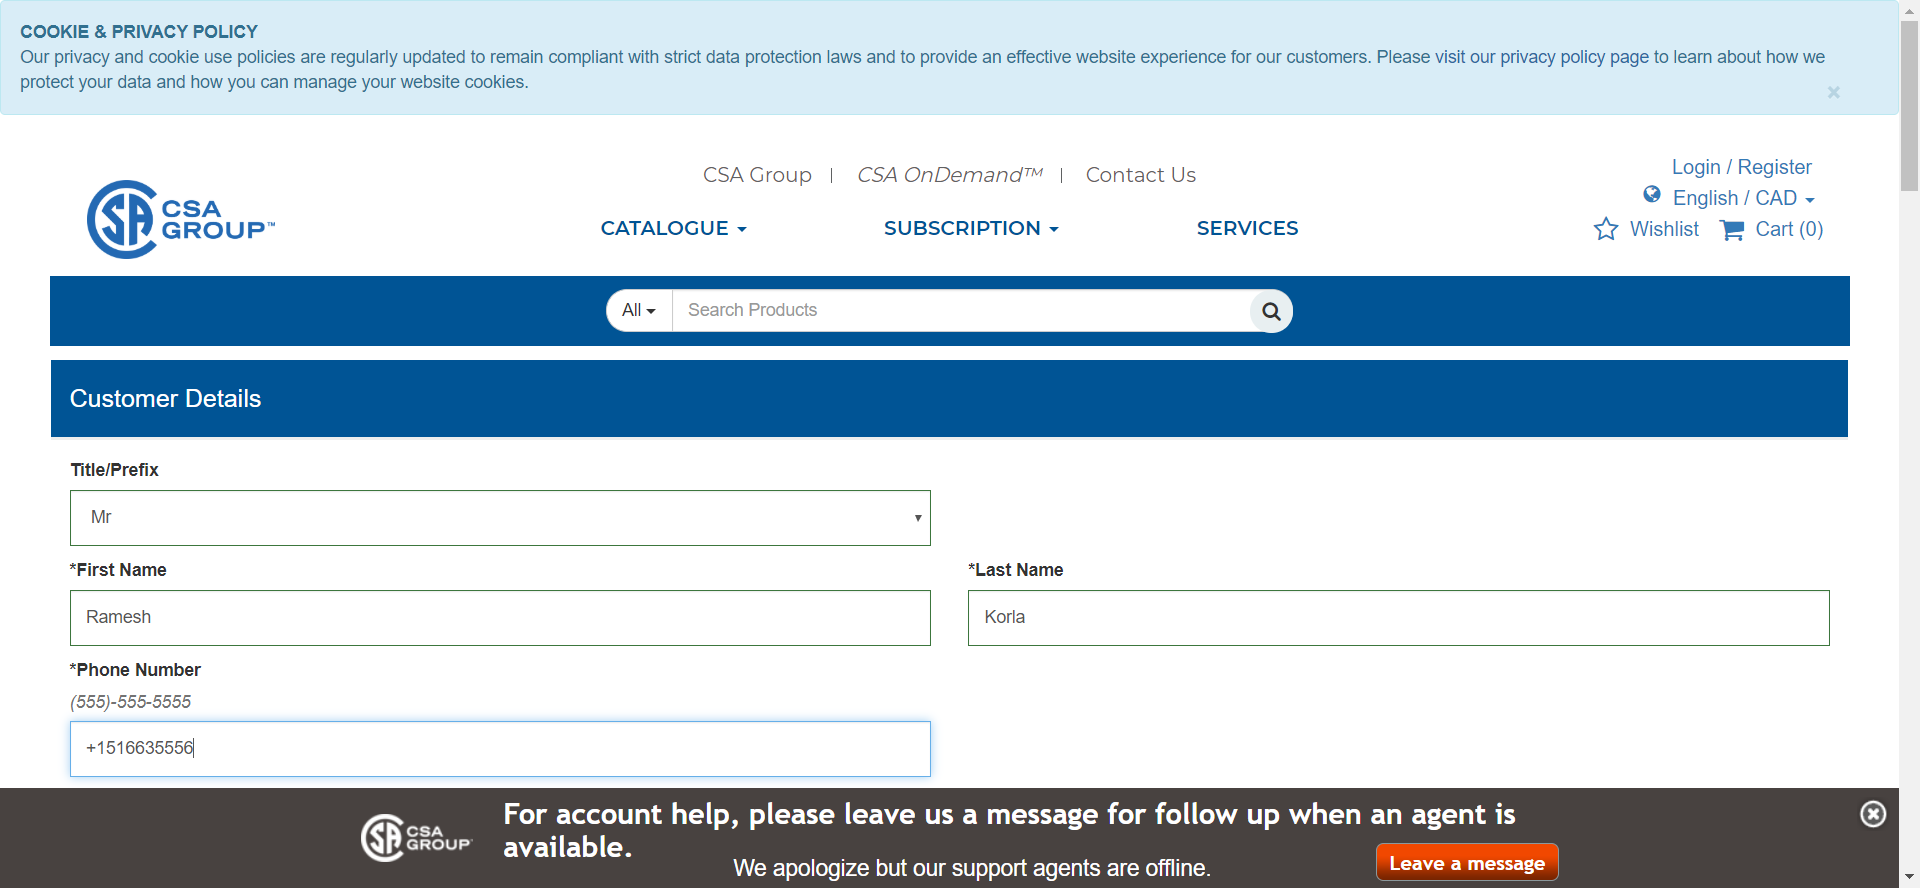 COOKIE & PRIVACY POLICY
Our privacy and cookie use policies are regularly updated to remain compliant with strict data protection laws and to provide an effective website experience for our customers. Please visit our privacy policy page to learn about how we
protect your data and how you can manage your website cookies.
×
CSA Group | CSA OnDemand™ | Contact Us
Login / Register
English / CAD
CSA GROUP™
CATALOGUE SUBSCRIPTION SERVICES
Wishlist Cart (0)
All Search Products
Customer Details
Title/Prefix
Mr
*First Name *Last Name
Ramesh Korla
*Phone Number
(555)-555-5555
+1516635556
CSA GROUP
For account help, please leave us a message for follow up when an agent is
available.
We apologize but our support agents are offline.
Leave a message